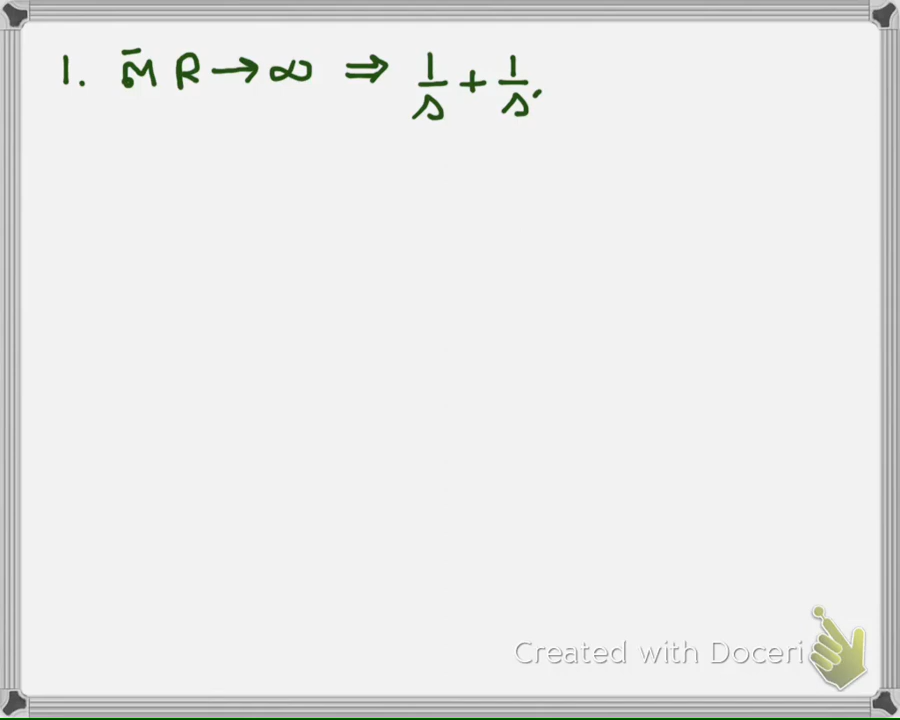 1. M̄ R → ∞ ⇒ 1/s + 1/s'
Created with Doceri